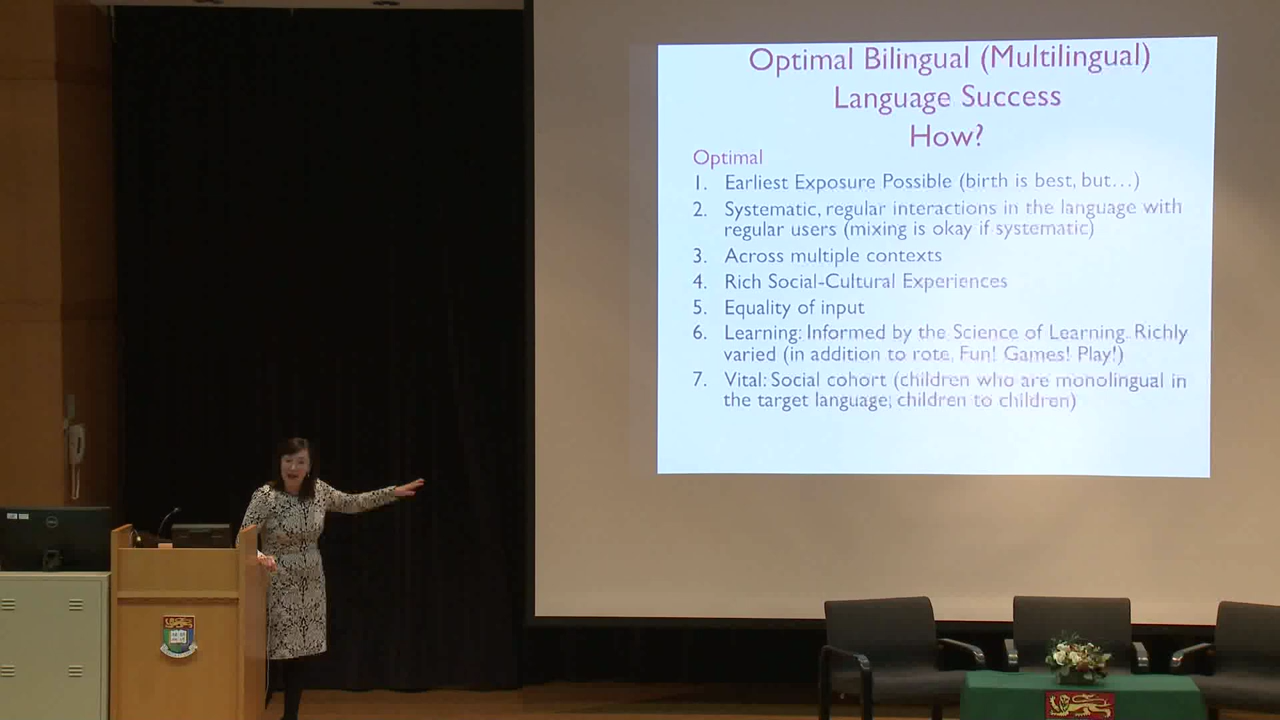 Optimal Bilingual (Multilingual)
Language Success
How?
Optimal
1. Earliest Exposure Possible (birth is best, but…)
2. Systematic, regular interactions in the language with
regular users (mixing is okay if systematic)
3. Across multiple contexts
4. Rich Social-Cultural Experiences
5. Equality of input
6. Learning: Informed by the Science of Learning. Richly
varied (in addition to rote, Fun! Games! Play!)
7. Vital: Social cohort (children who are monolingual in
the target language; children to children)